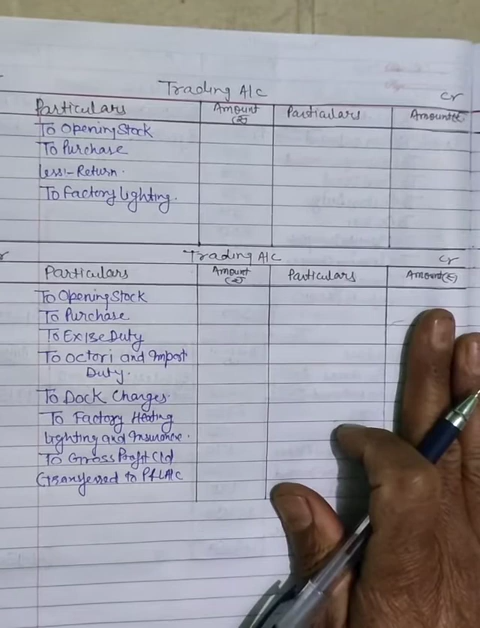 Trading A/C
Cr
Particulars Amount (₹) Particulars Amount(₹
To Opening Stock
To Purchase
Less:- Return.
To Factory Lighting.
r Trading A/C Cr
Particulars Amount (₹) Particulars Amount(₹)
To Opening Stock
To Purchase
To Exise Duty
To Octori and Import
Duty.
To Dock Charges.
To Factory Heating
Lighting and Insurance.
To Gross Profit C/d
(Transferred to P&L A/C